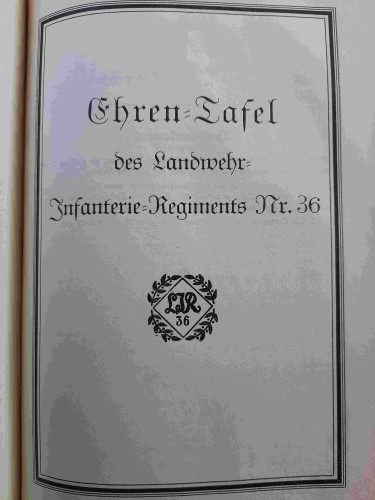 Ehren-Tafel
des Landwehr-
Infanterie-Regiments Nr. 36
LIR
36